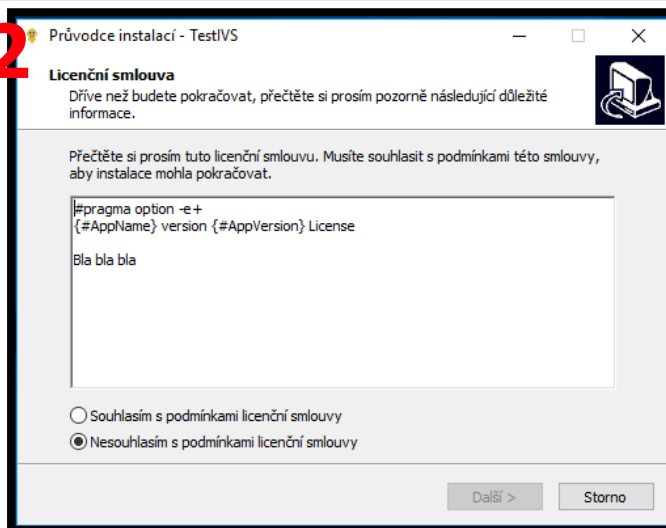 2
Průvodce instalací - TestIVS
Licenční smlouva
Dříve než budete pokračovat, přečtěte si prosím pozorně následující důležité
informace.
Přečtěte si prosím tuto licenční smlouvu. Musíte souhlasit s podmínkami této smlouvy,
aby instalace mohla pokračovat.
#pragma option -e+
{#AppName} version {#AppVersion} License
Bla bla bla
Souhlasím s podmínkami licenční smlouvy
Nesouhlasím s podmínkami licenční smlouvy
Další >
Storno